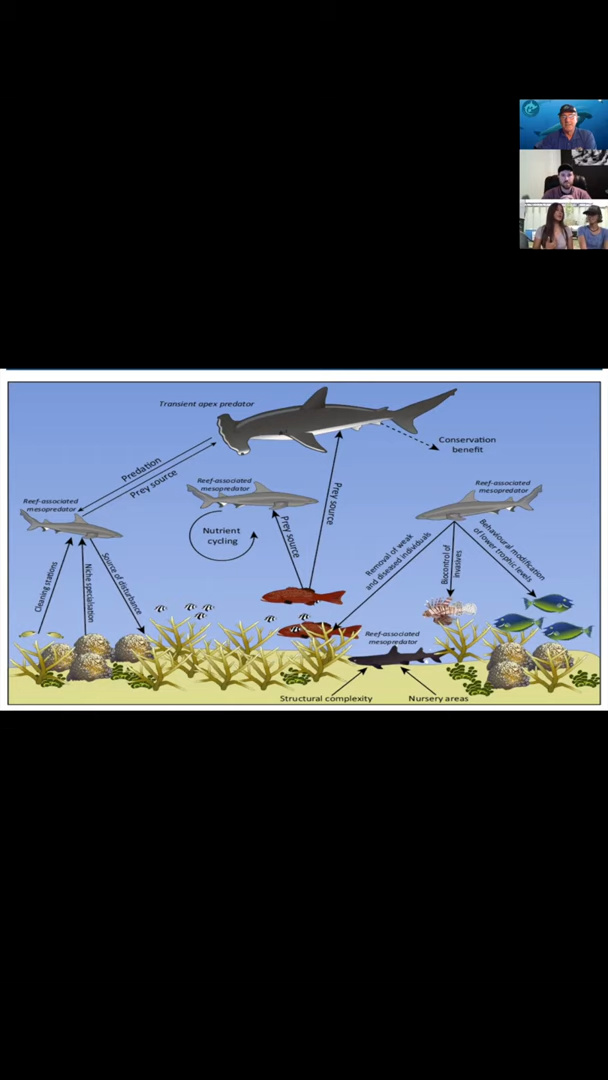 Transient apex predator
Conservation
benefit
Predation
Prey source
Reef-associated
mesopredator
Reef-associated
mesopredator
Reef-associated
mesopredator
Nutrient
cycling
Prey source
Prey source
Removal of weak
and diseased individuals
Biocontrol of
invasives
Behavioural modification
of lower trophic levels
Cleaning stations
Niche specialisation
Source of disturbance
Reef-associated
mesopredator
Structural complexity
Nursery areas